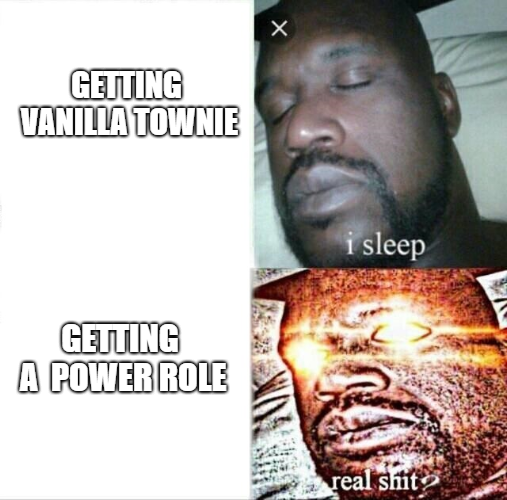 GETTING
VANILLA TOWNIE
i sleep
GETTING
A POWER ROLE
real shit?